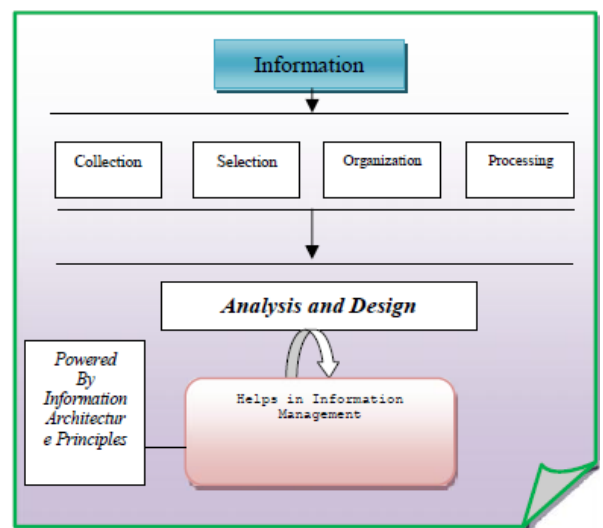 Information
Collection
Selection
Organization
Processing
Analysis and Design
Powered
By
Information
Architectur
e Principles
Helps in Information
Management